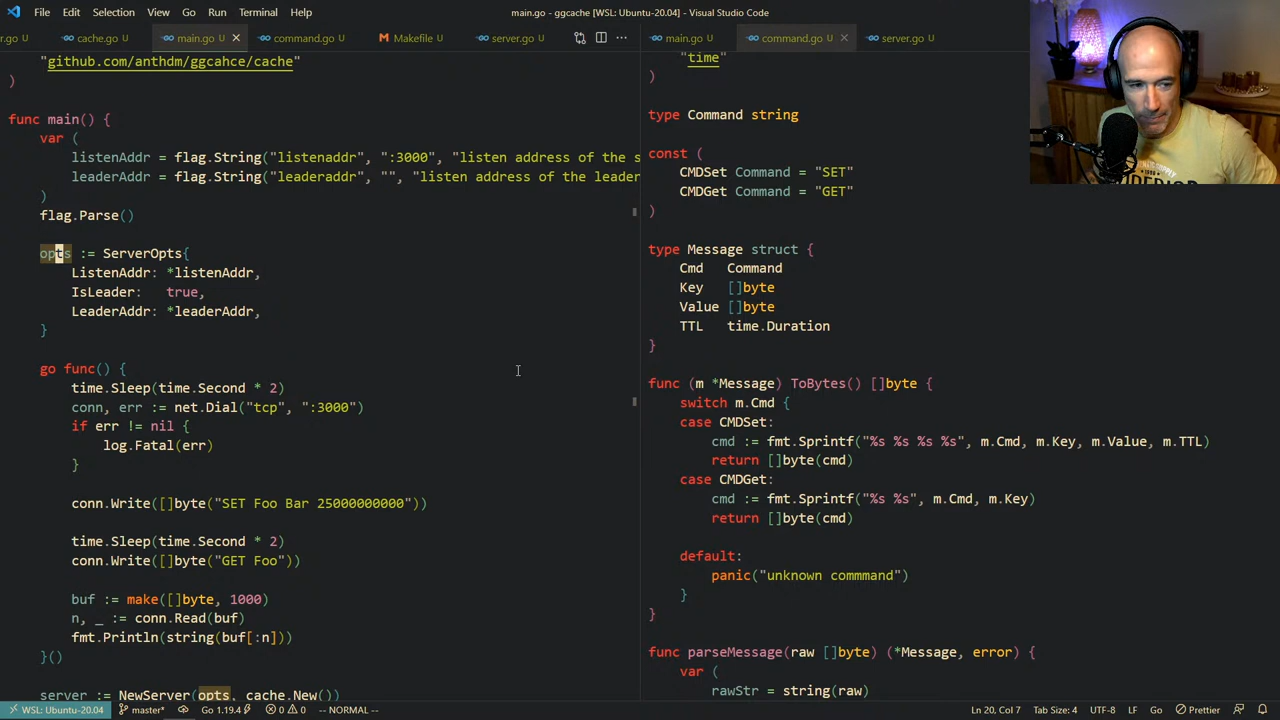 File Edit Selection View Go Run Terminal Help
main.go - ggcache [WSL: Ubuntu-20.04] - Visual Studio Code
r.go U cache.go U main.go U command.go U Makefile U server.go U
main.go U command.go U server.go U
"github.com/anthdm/ggcahce/cache"
)
func main() {
var (
listenAddr = flag.String("listenaddr", ":3000", "listen address of the s
leaderAddr = flag.String("leaderaddr", "", "listen address of the leader
)
flag.Parse()
opts := ServerOpts{
ListenAddr: *listenAddr,
IsLeader: true,
LeaderAddr: *leaderAddr,
}
go func() {
time.Sleep(time.Second * 2)
conn, err := net.Dial("tcp", ":3000")
if err != nil {
log.Fatal(err)
}
conn.Write([]byte("SET Foo Bar 25000000000"))
time.Sleep(time.Second * 2)
conn.Write([]byte("GET Foo"))
buf := make([]byte, 1000)
n, _ := conn.Read(buf)
fmt.Println(string(buf[:n]))
}()
server := NewServer(opts, cache.New())
"time"
)
type Command string
const (
CMDSet Command = "SET"
CMDGet Command = "GET"
)
type Message struct {
Cmd Command
Key []byte
Value []byte
TTL time.Duration
}
func (m *Message) ToBytes() []byte {
switch m.Cmd {
case CMDSet:
cmd := fmt.Sprintf("%s %s %s %s", m.Cmd, m.Key, m.Value, m.TTL)
return []byte(cmd)
case CMDGet:
cmd := fmt.Sprintf("%s %s", m.Cmd, m.Key)
return []byte(cmd)
default:
panic("unknown commmand")
}
}
func parseMessage(raw []byte) (*Message, error) {
var (
rawStr = string(raw)
WSL: Ubuntu-20.04 master* Go 1.19.4 0 0 -- NORMAL -- Ln 20, Col 7 Tab Size: 4 UTF-8 LF Go Prettier